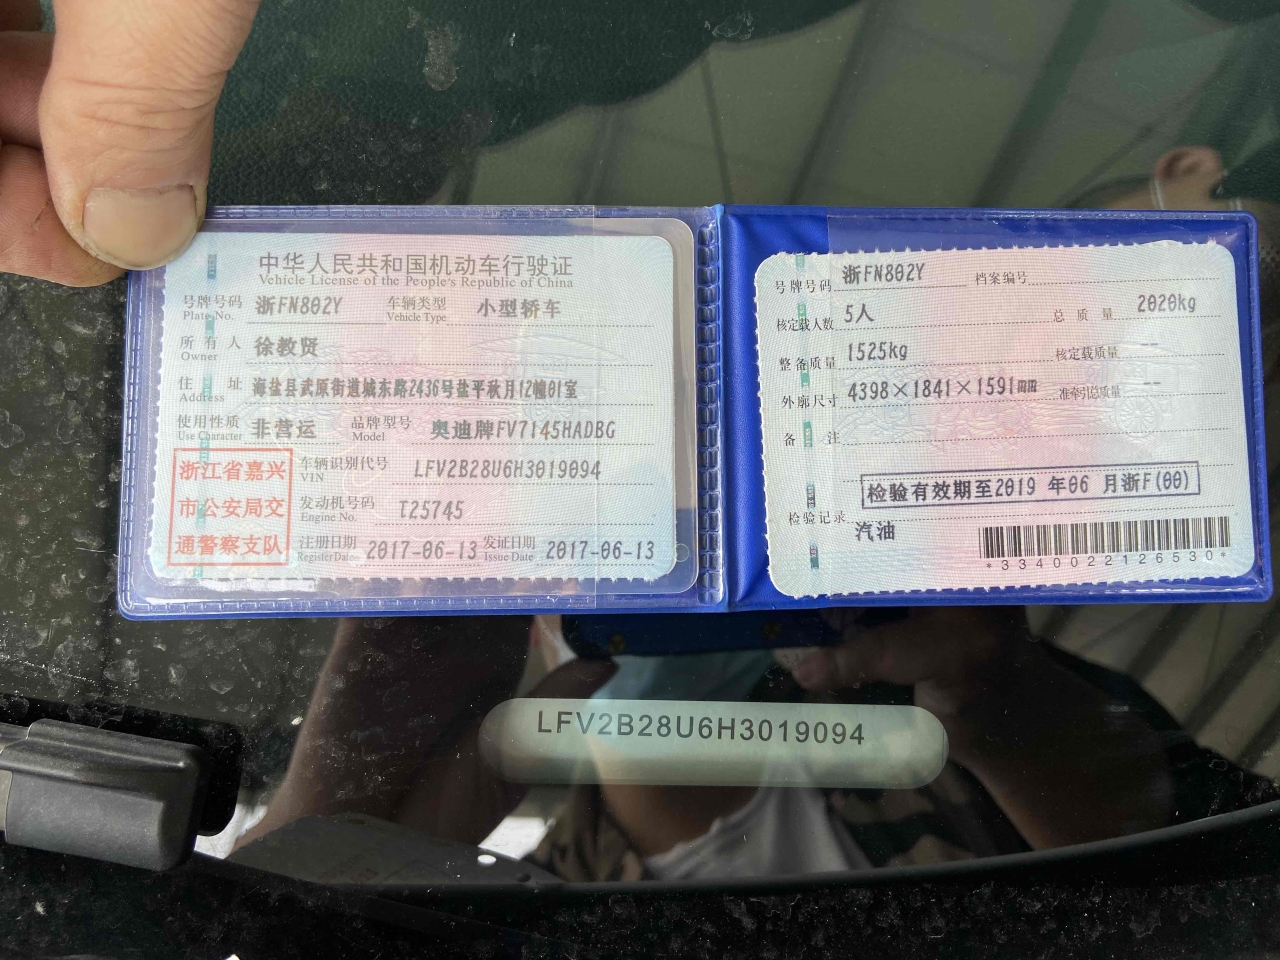 中华人民共和国机动车行驶证
Vehicle License of the People's Republic of China
号牌号码 浙FN802Y 车辆类型 小型轿车
Plate No. Vehicle Type
所有人 徐教贤
Owner
住址 海盐县武原街道城东路2436号盐平秋月12幢01室
Address
使用性质 非营运 品牌型号 奥迪牌FV7145HADBG
Use Character Model
浙江省嘉兴
市公安局交
通警察支队
车辆识别代号 LFV2B28U6H3019094
VIN
发动机号码 T25745
Engine No.
注册日期 2017-06-13 发证日期 2017-06-13
Register Date Issue Date
号牌号码 浙FN802Y 档案编号
核定载人数 5人 总质量 2020kg
整备质量 1525kg 核定载质量 --
外廓尺寸 4398×1841×1591mm 准牵引总质量 --
备注
检验有效期至2019 年06 月浙F(00)
检验记录
汽油
*3340022126530*
LFV2B28U6H3019094